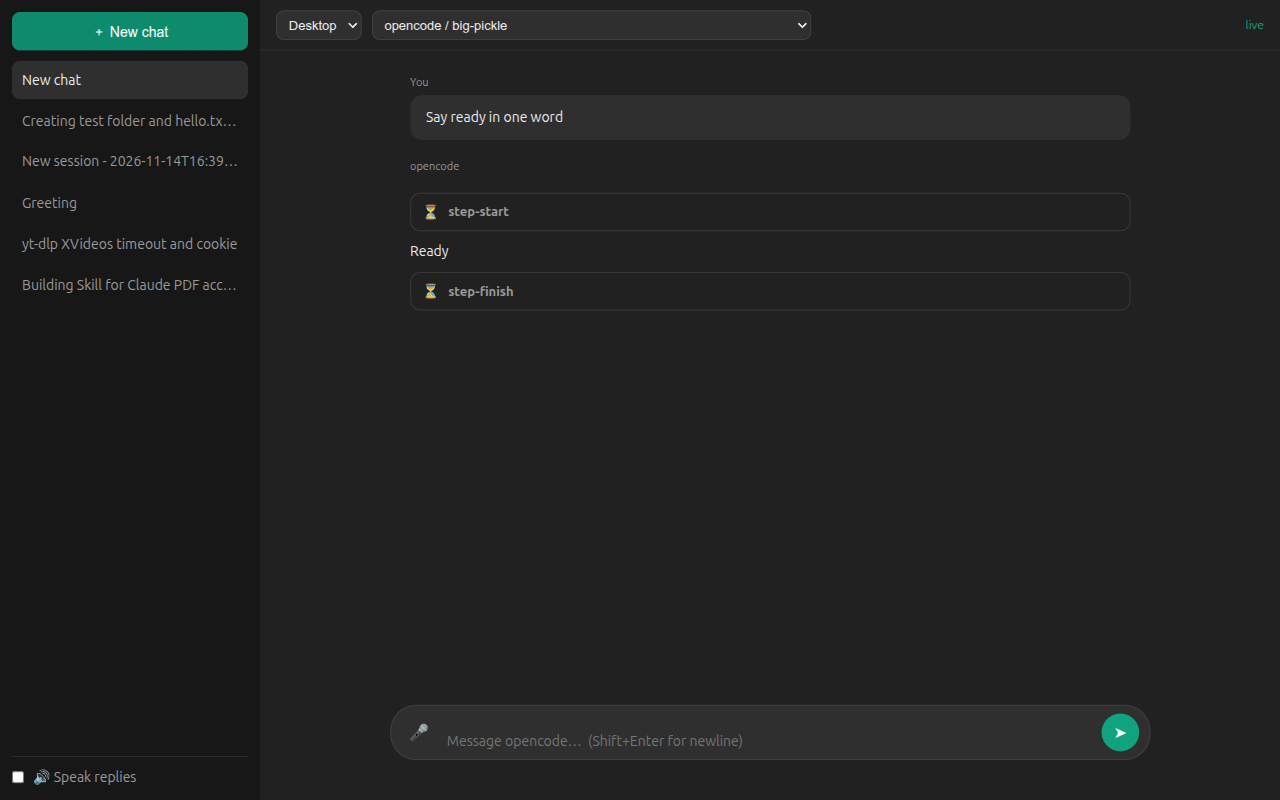 + New chat
New chat
Creating test folder and hello.tx...
New session - 2026-11-14T16:39...
Greeting
yt-dlp XVideos timeout and cookie
Building Skill for Claude PDF acc...
🔊 Speak replies
Desktop
opencode / big-pickle
live
You
Say ready in one word
opencode
⏳ step-start
Ready
⏳ step-finish
Message opencode... (Shift+Enter for newline)